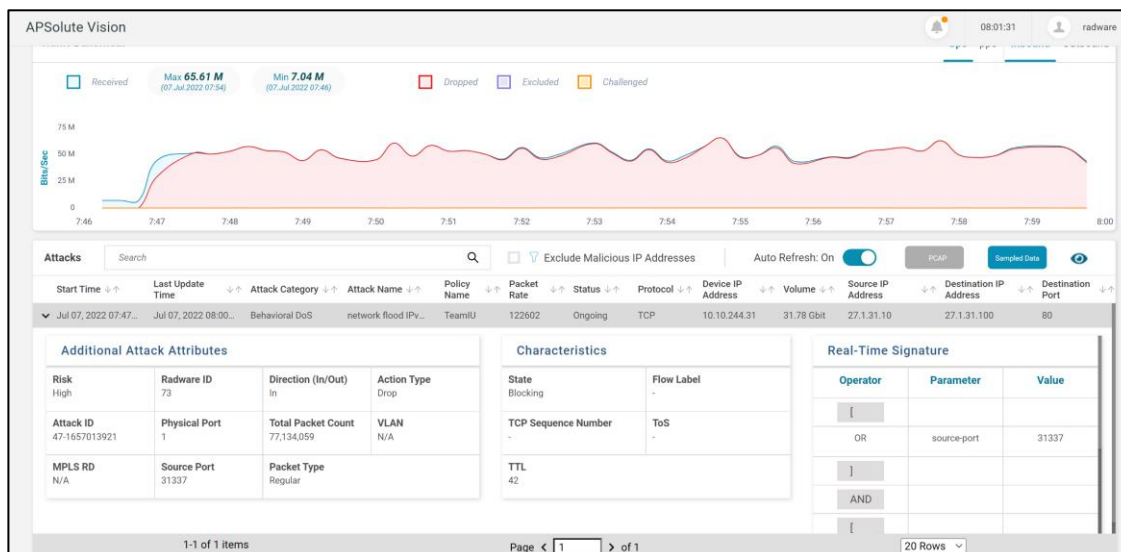 APSolute Vision
08:01:31
radware
Received
Max 65.61 M
(07.Jul.2022 07:54)
Min 7.04 M
(07.Jul.2022 07:46)
Dropped
Excluded
Challenged
75 M
50 M
25 M
0
Bits/Sec
7:46 7:47 7:48 7:49 7:50 7:51 7:52 7:53 7:54 7:55 7:56 7:57 7:58 7:59 8:00
Attacks
Search
Exclude Malicious IP Addresses
Auto Refresh: On
PCAP
Sampled Data
Start Time Last Update Time Attack Category Attack Name Policy Name Packet Rate Status Protocol Device IP Address Volume Source IP Address Destination IP Address Destination Port
Jul 07, 2022 07:47... Jul 07, 2022 08:00... Behavioral DoS network flood IPv... TeamIU 122602 Ongoing TCP 10.10.244.31 31.78 Gbit 27.1.31.10 27.1.31.100 80
Additional Attack Attributes
Risk Radware ID Direction (In/Out) Action Type
High 73 In Drop
Attack ID Physical Port Total Packet Count VLAN
47-1657013921 1 77,134,059 N/A
MPLS RD Source Port Packet Type
N/A 31337 Regular
Characteristics
State Flow Label
Blocking -
TCP Sequence Number ToS
- -
TTL
42
Real-Time Signature
Operator Parameter Value
[
OR source-port 31337
]
AND
[
1-1 of 1 items
Page < 1 > of 1
20 Rows